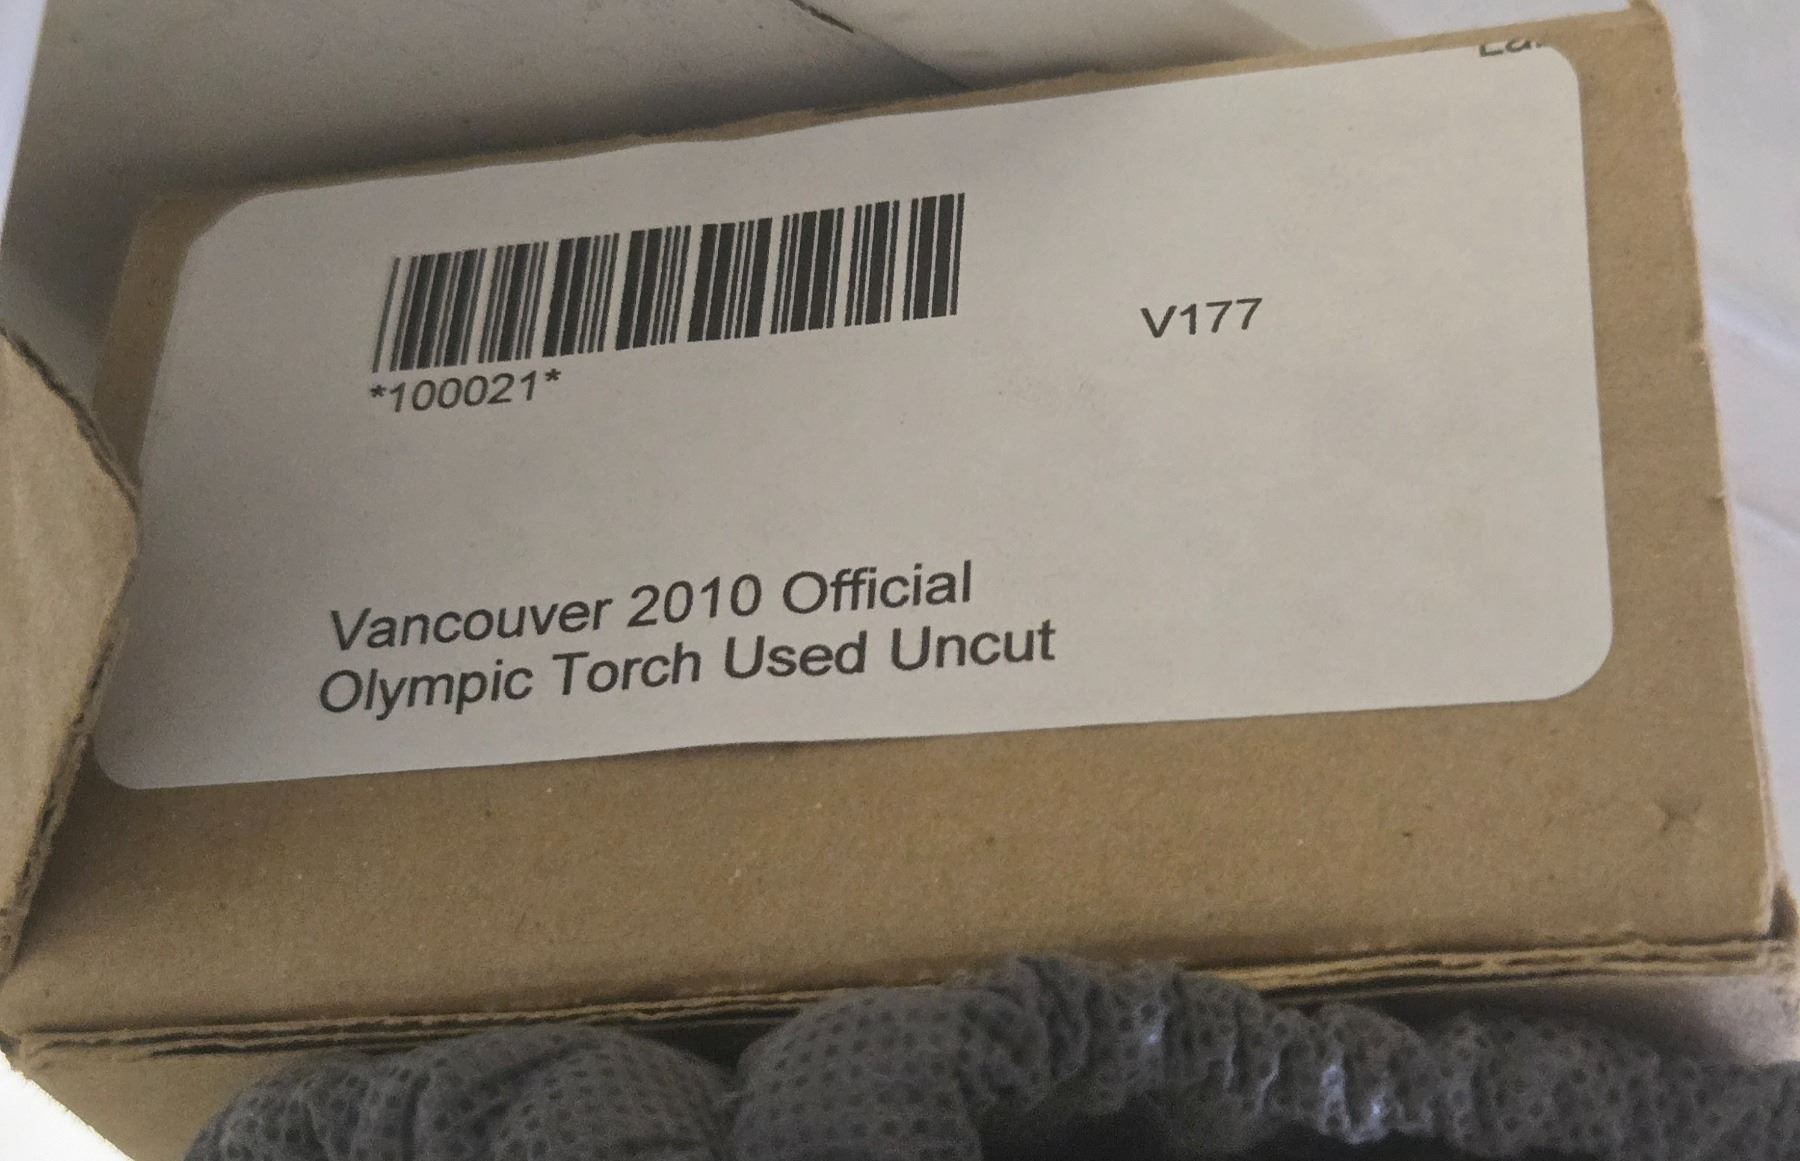 *100021*
V177
Vancouver 2010 Official
Olympic Torch Used Uncut